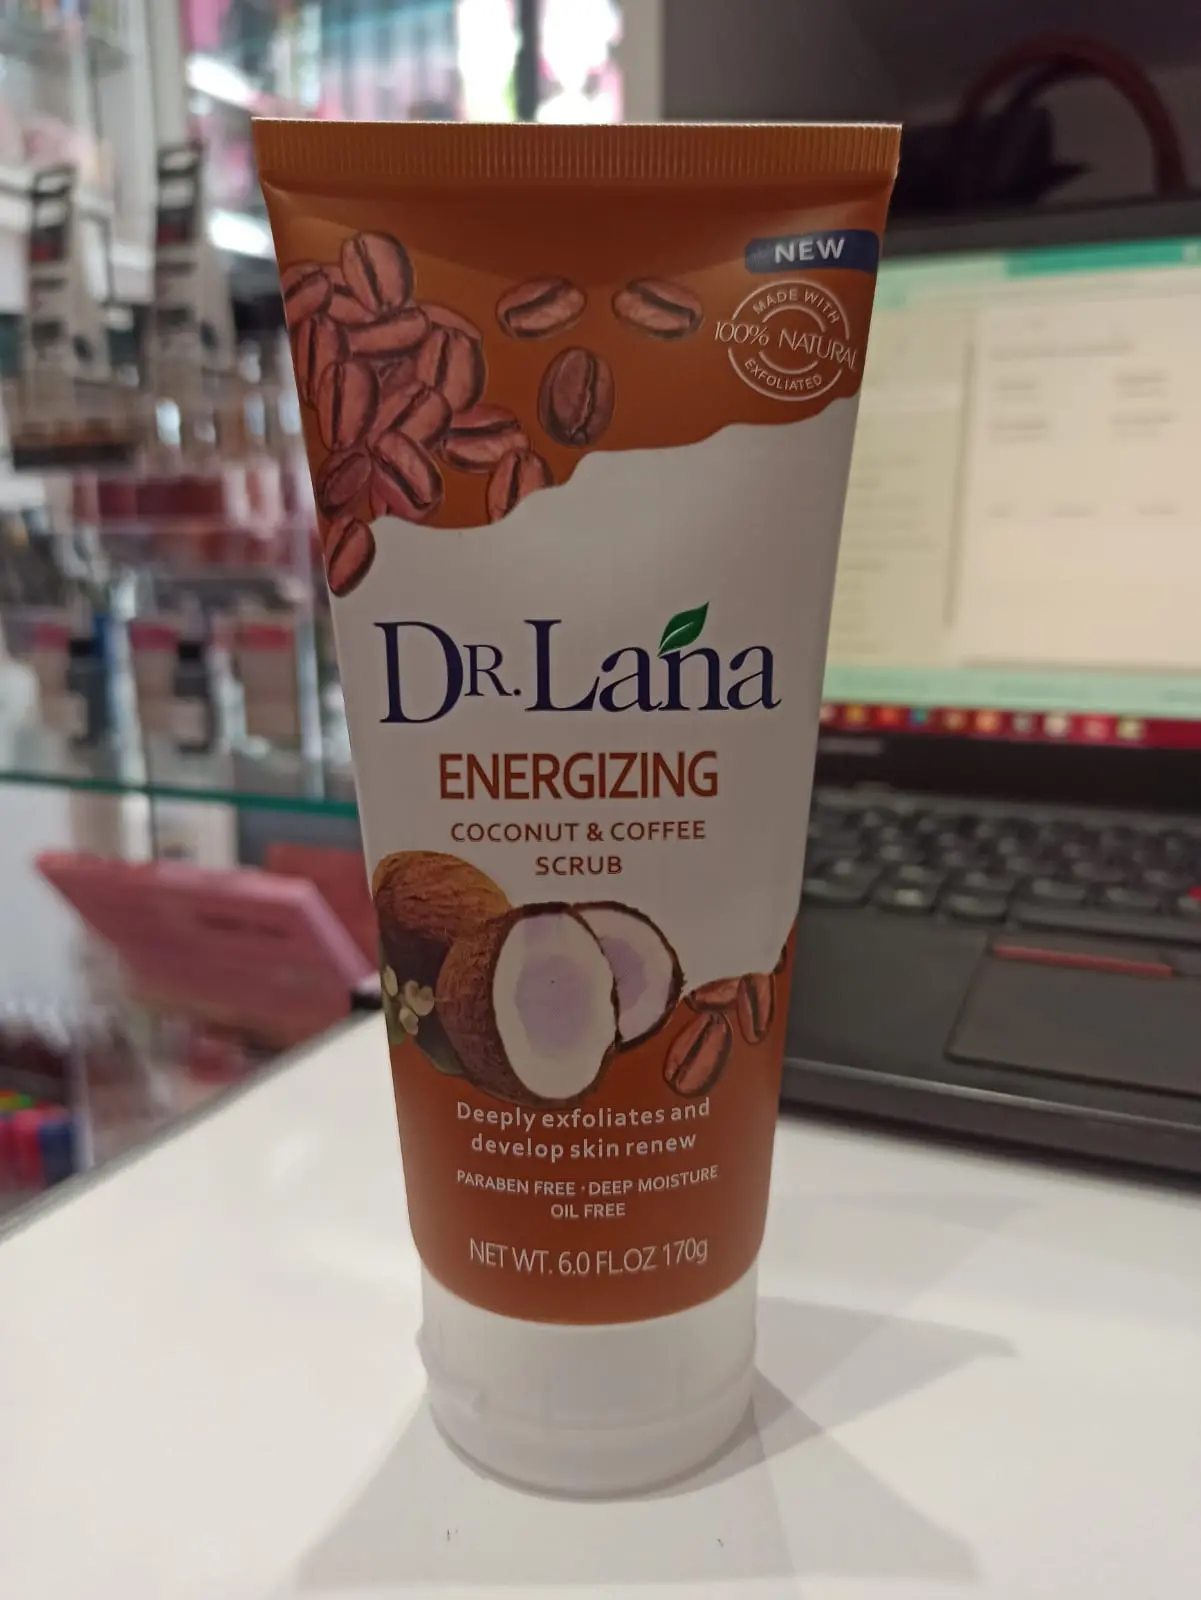 NEW
MADE WITH
100% NATURAL
EXFOLIATED
DR. Lana
ENERGIZING
COCONUT & COFFEE
SCRUB
Deeply exfoliates and
develop skin renew
PARABEN FREE · DEEP MOISTURE
OIL FREE
NET WT. 6.0 FL.OZ 170g